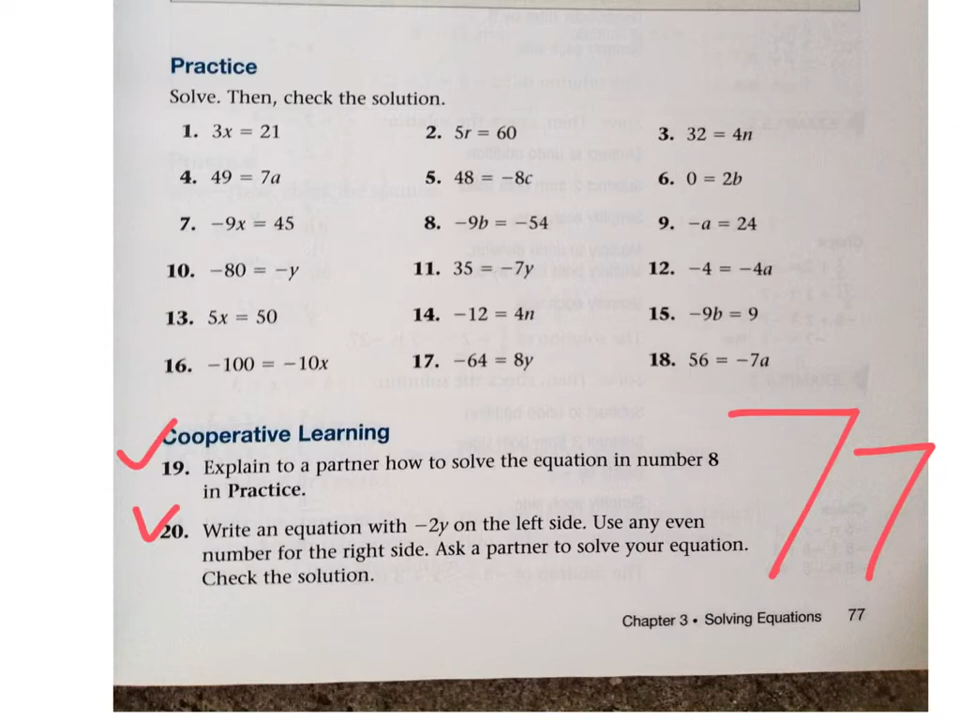 Practice
Solve. Then, check the solution.
1. 3x = 21 2. 5r = 60 3. 32 = 4n
4. 49 = 7a 5. 48 = −8c 6. 0 = 2b
7. −9x = 45 8. −9b = −54 9. −a = 24
10. −80 = −y 11. 35 = −7y 12. −4 = −4a
13. 5x = 50 14. −12 = 4n 15. −9b = 9
16. −100 = −10x 17. −64 = 8y 18. 56 = −7a
Cooperative Learning
19. Explain to a partner how to solve the equation in number 8
in Practice.
20. Write an equation with −2y on the left side. Use any even
number for the right side. Ask a partner to solve your equation.
Check the solution.
77
Chapter 3 • Solving Equations 77